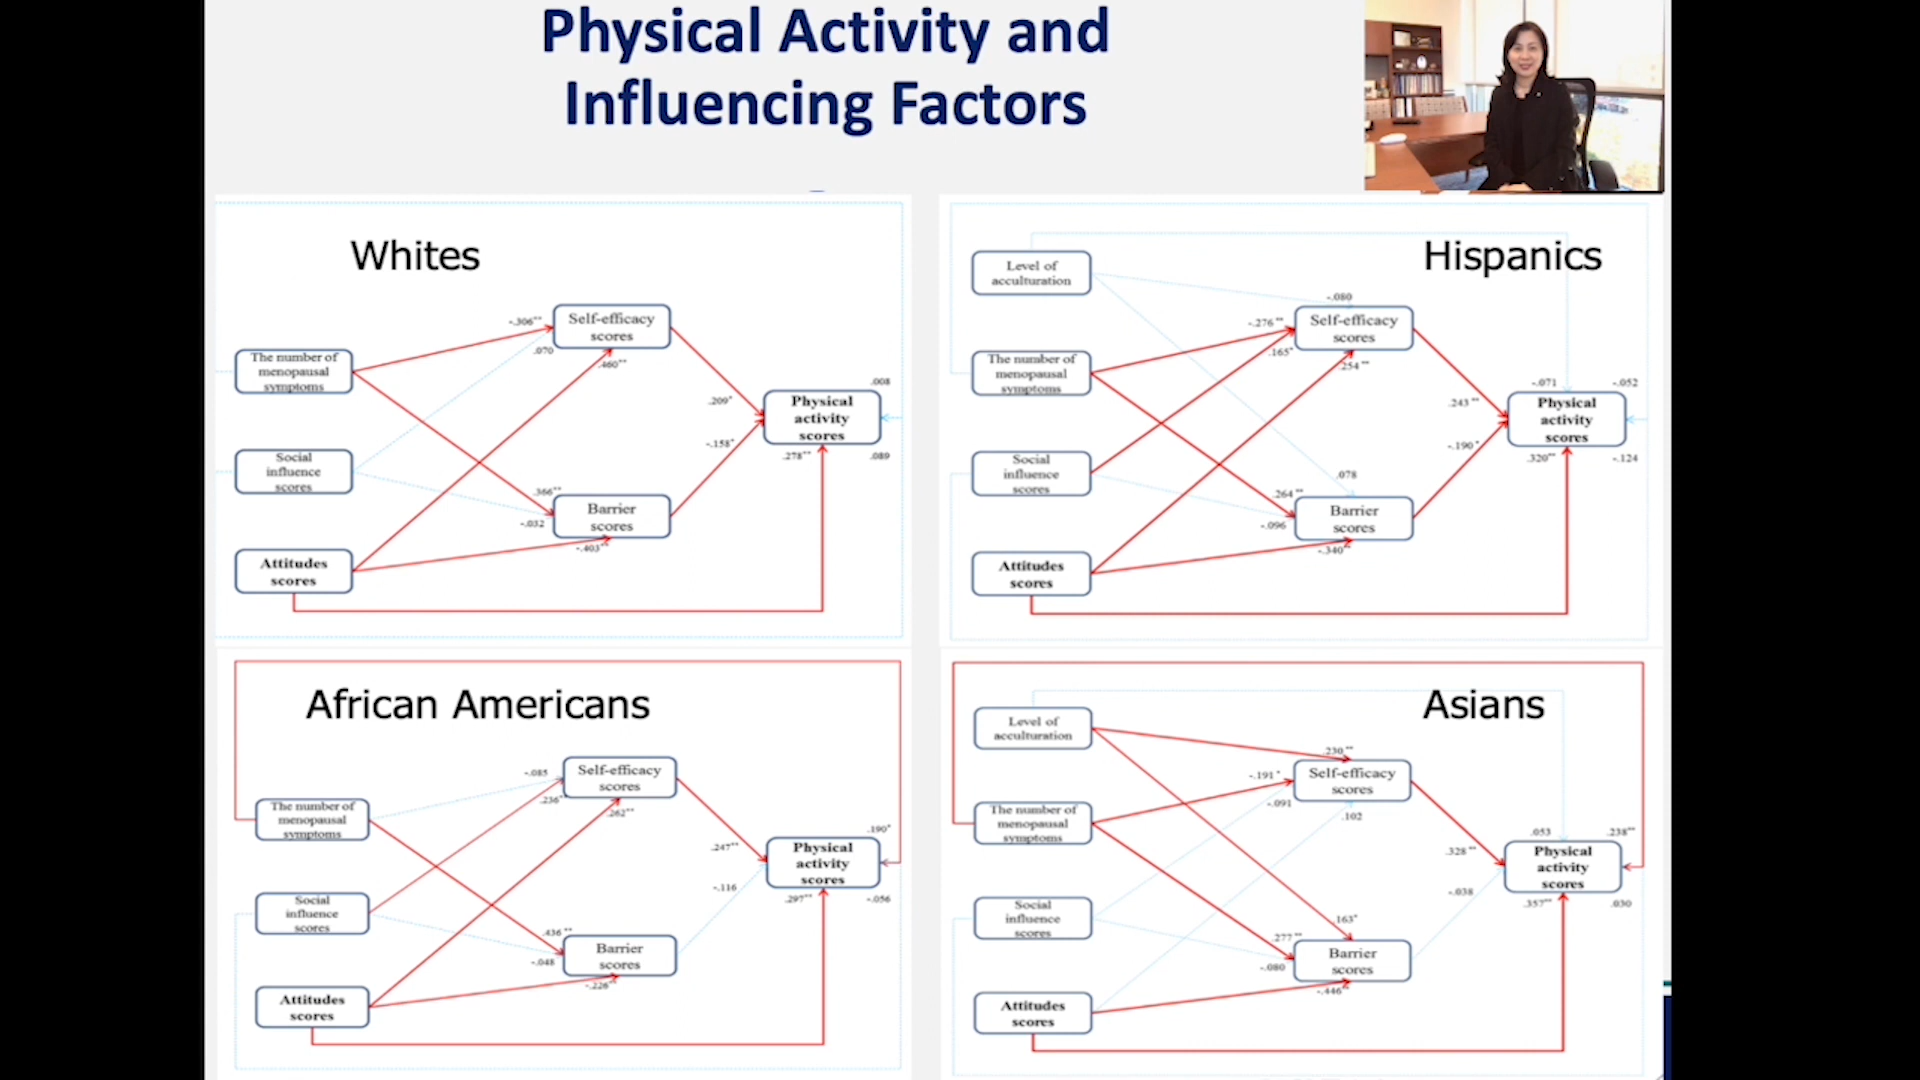 Physical Activity and
Influencing Factors
Whites
-.306**
Self-efficacy
scores
.070
.460**
The number of
menopausal
symptoms
.008
.209*
Physical
activity
scores
-.158*
.278**
.089
Social
influence
scores
.366**
Barrier
scores
-.032
-.403**
Attitudes
scores
Hispanics
Level of
acculturation
-.080
-.276**
Self-efficacy
scores
.165*
.254**
The number of
menopausal
symptoms
-.071
-.052
.243**
Physical
activity
scores
-.190*
.320**
-.124
Social
influence
scores
.078
.264**
Barrier
scores
-.096
-.340**
Attitudes
scores
African Americans
-.085
Self-efficacy
scores
.236**
.262**
The number of
menopausal
symptoms
.190*
.247**
Physical
activity
scores
-.116
.297**
-.056
Social
influence
scores
.436**
Barrier
scores
-.048
-.226**
Attitudes
scores
Asians
Level of
acculturation
.230**
-.191*
Self-efficacy
scores
-.091
.102
The number of
menopausal
symptoms
.053
.238**
.328**
Physical
activity
scores
-.038
.357**
.030
Social
influence
scores
.163*
.277**
Barrier
scores
-.080
-.446**
Attitudes
scores